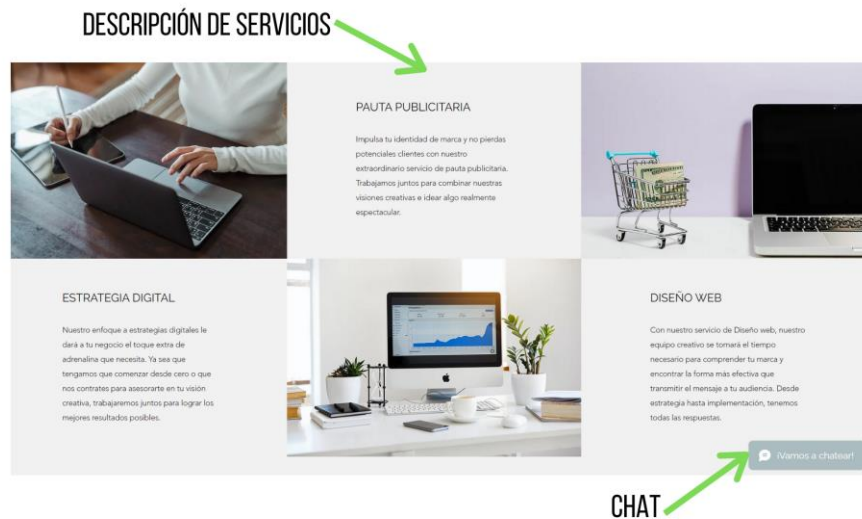 DESCRIPCIÓN DE SERVICIOS
PAUTA PUBLICITARIA
Impulsa tu identidad de marca y no pierdas
potenciales clientes con nuestro
extraordinario servicio de pauta publicitaria.
Trabajamos juntos para combinar nuestras
visiones creativas e idear algo realmente
espectacular.
ESTRATEGIA DIGITAL
Nuestro enfoque a estrategias digitales le
dará a tu negocio el toque extra de
adrenalina que necesita. Ya sea que
tengamos que comenzar desde cero o que
nos contrates para asesorarte en tu visión
creativa, trabajaremos juntos para lograr los
mejores resultados posibles.
DISEÑO WEB
Con nuestro servicio de Diseño web, nuestro
equipo creativo se tomará el tiempo
necesario para comprender tu marca y
encontrar la forma más efectiva que
transmitir el mensaje a tu audiencia. Desde
estrategia hasta implementación, tenemos
todas las respuestas.
¡Vamos a chatear!
CHAT